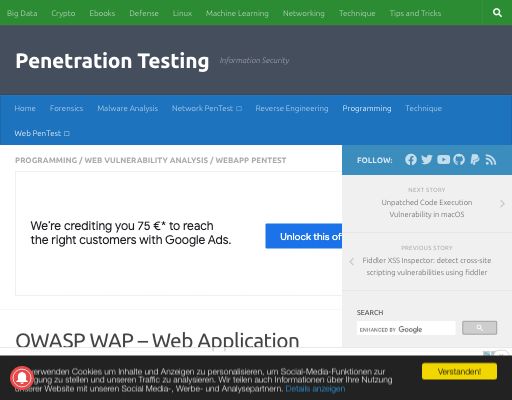 Big Data Crypto Ebooks Defense Linux Machine Learning Networking Technique Tips and Tricks
Penetration Testing Information Security
Home Forensics Malware Analysis Network PenTest Reverse Engineering Programming Technique
Web PenTest
PROGRAMMING / WEB VULNERABILITY ANALYSIS / WEBAPP PENTEST
We're crediting you 75 €* to reach
the right customers with Google Ads.
Unlock this of
OWASP WAP – Web Application
FOLLOW:
NEXT STORY
Unpatched Code Execution
Vulnerability in macOS
PREVIOUS STORY
Fiddler XSS Inspector: detect cross-site
scripting vulnerabilities using fiddler
SEARCH
ENHANCED BY Google
verwenden Cookies um Inhalte und Anzeigen zu personalisieren, um Social-Media-Funktionen zur
gung zu stellen und unseren Traffic zu analysieren. Wir teilen auch Informationen über Ihre Nutzung
unserer Website mit unseren Social Media-, Werbe- und Analysepartnern. Details anzeigen
Verstanden!